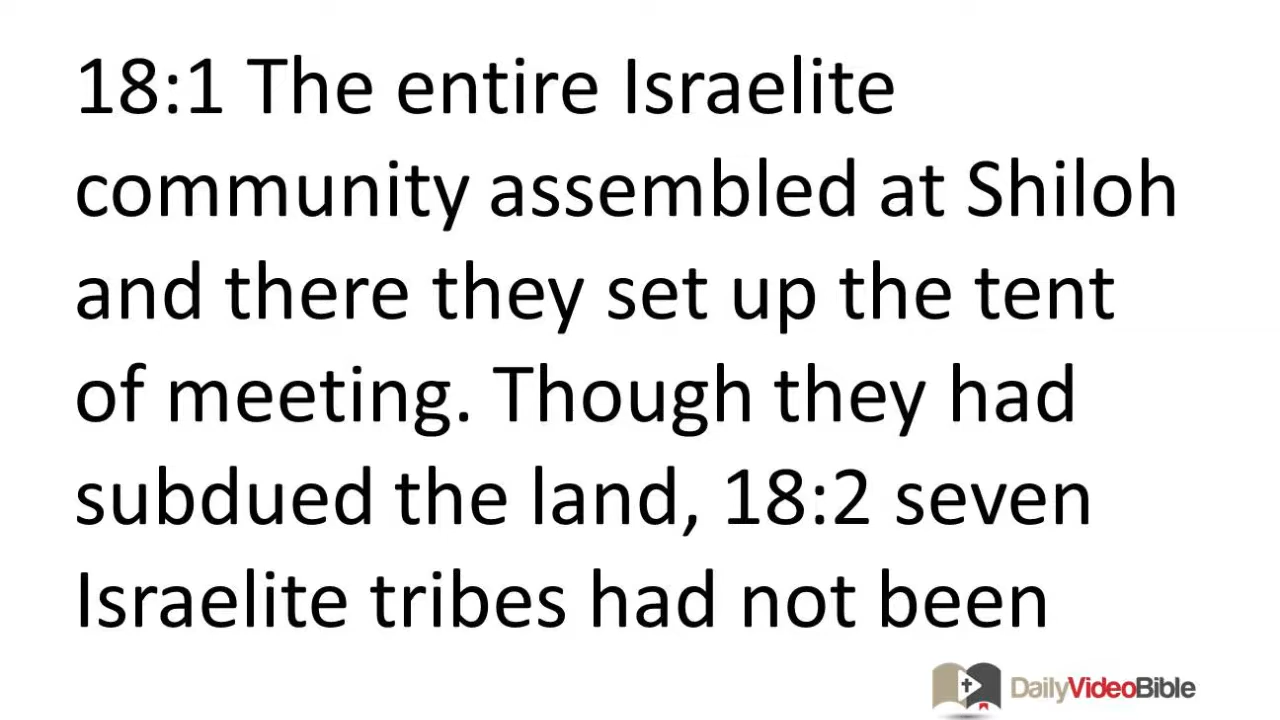 18:1 The entire Israelite
community assembled at Shiloh
and there they set up the tent
of meeting. Though they had
subdued the land, 18:2 seven
Israelite tribes had not been
DailyVideoBible